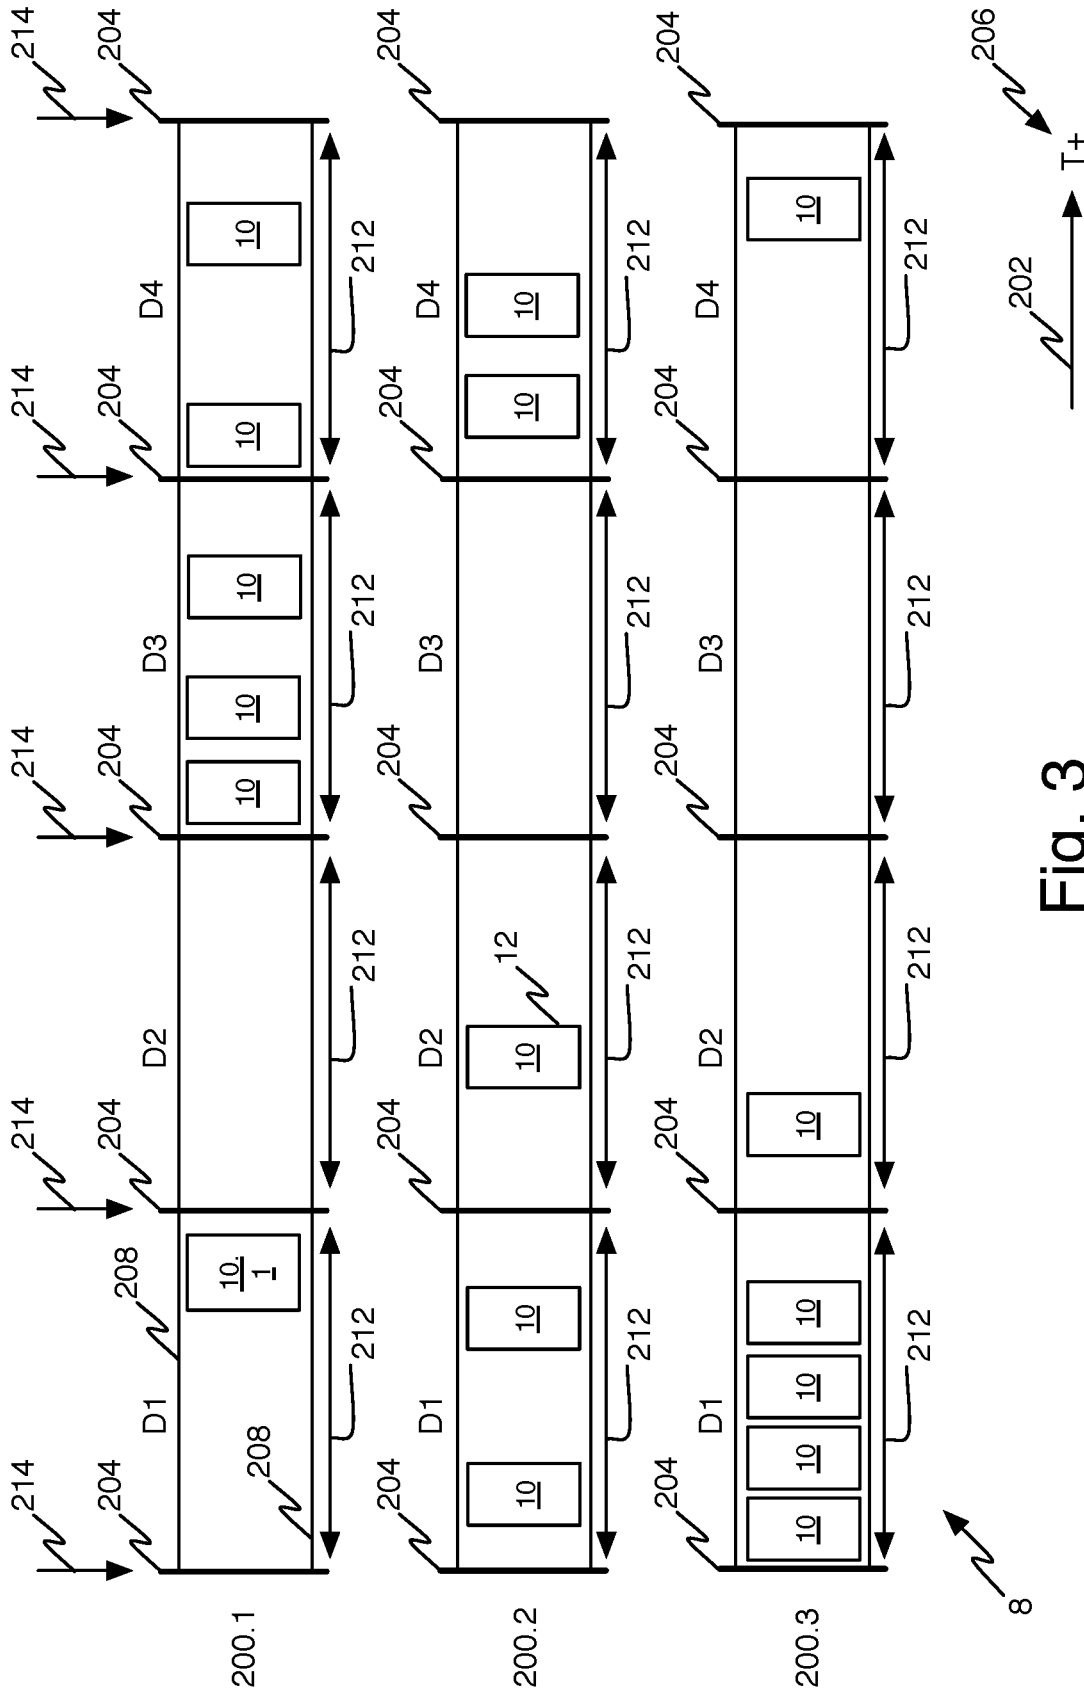 214 214 214 214 214
204 204 204 204 204
208
D1 D2 D3 D4
200.1 10. 10 10 10 10 10
1
208
212 212 212 212
204 204 204 204 204
D1 D2 D3 D4
12
200.2 10 10 10 10 10
212 212 212 212
204 204 204 204 204
D1 D2 D3 D4
200.3 10 10 10 10 10 10
212 212 212 212
206
8 202
T+
Fig. 3